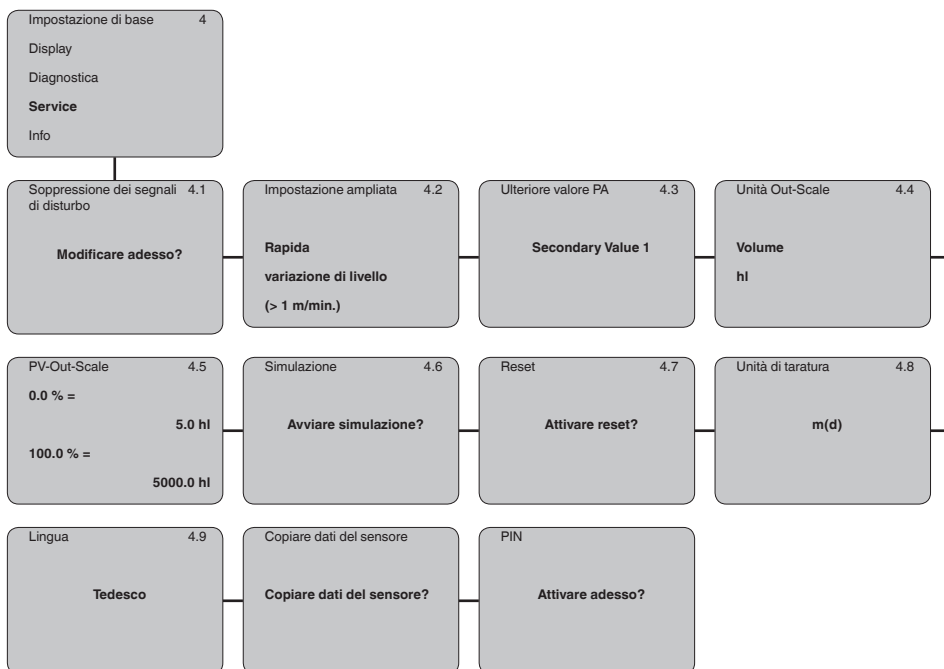 Impostazione di base 4
Display
Diagnostica
Service
Info
Soppressione dei segnali 4.1
di disturbo
Modificare adesso?
Impostazione ampliata 4.2
Rapida
variazione di livello
(> 1 m/min.)
Ulteriore valore PA 4.3
Secondary Value 1
Unità Out-Scale 4.4
Volume
hl
PV-Out-Scale 4.5
0.0 % =
5.0 hl
100.0 % =
5000.0 hl
Simulazione 4.6
Avviare simulazione?
Reset 4.7
Attivare reset?
Unità di taratura 4.8
m(d)
Lingua 4.9
Tedesco
Copiare dati del sensore
Copiare dati del sensore?
PIN
Attivare adesso?